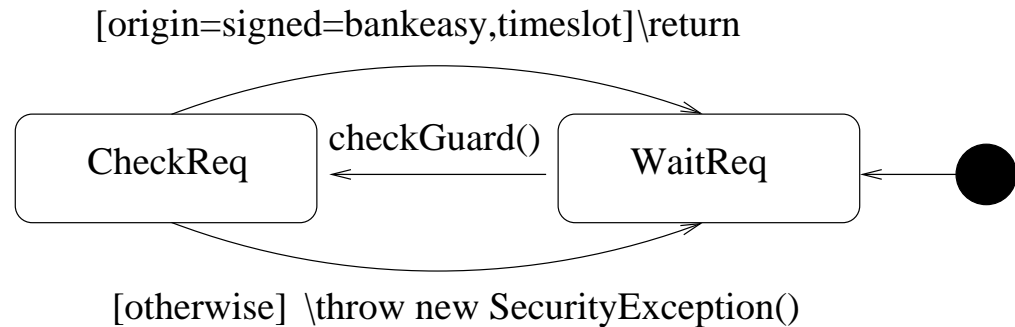 [origin=signed=bankeasy,timeslot]\return
checkGuard()
CheckReq
WaitReq
[otherwise] \throw new SecurityException()